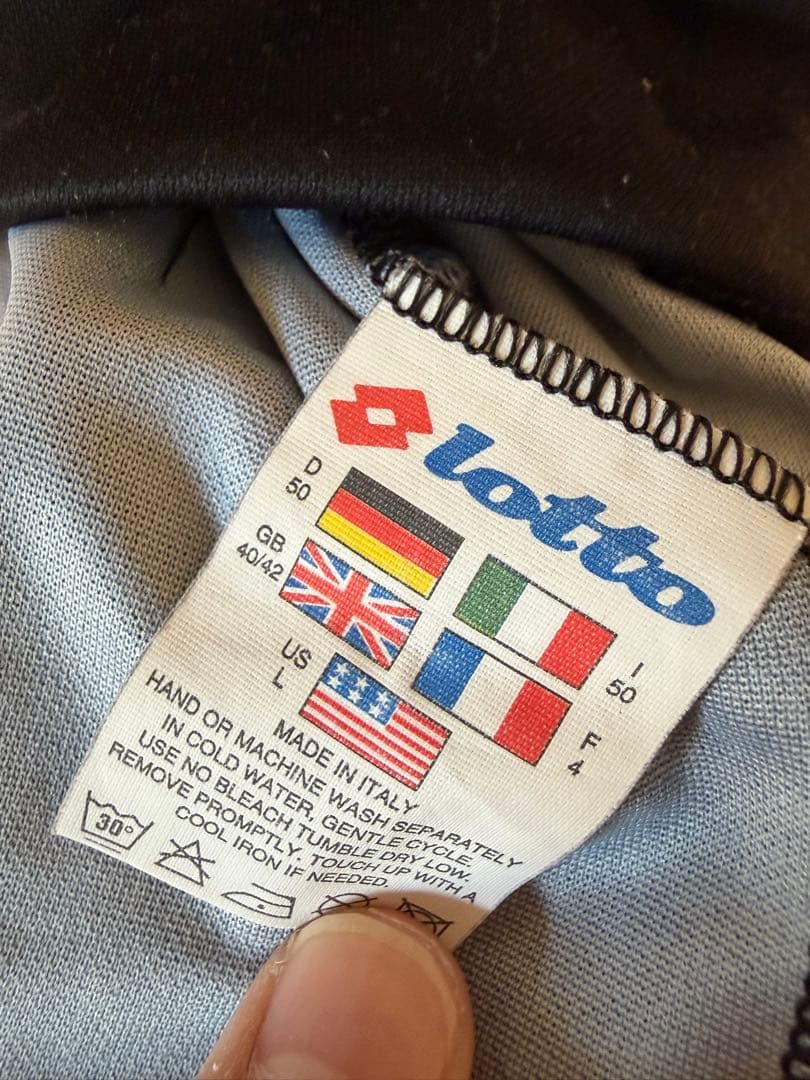 lotto
D
50
GB
40/42
I
50
US
L
F
4
MADE IN ITALY
HAND OR MACHINE WASH SEPARATELY
IN COLD WATER, GENTLE CYCLE.
USE NO BLEACH TUMBLE DRY LOW.
REMOVE PROMPTLY. TOUCH UP WITH A
COOL IRON IF NEEDED.
30°